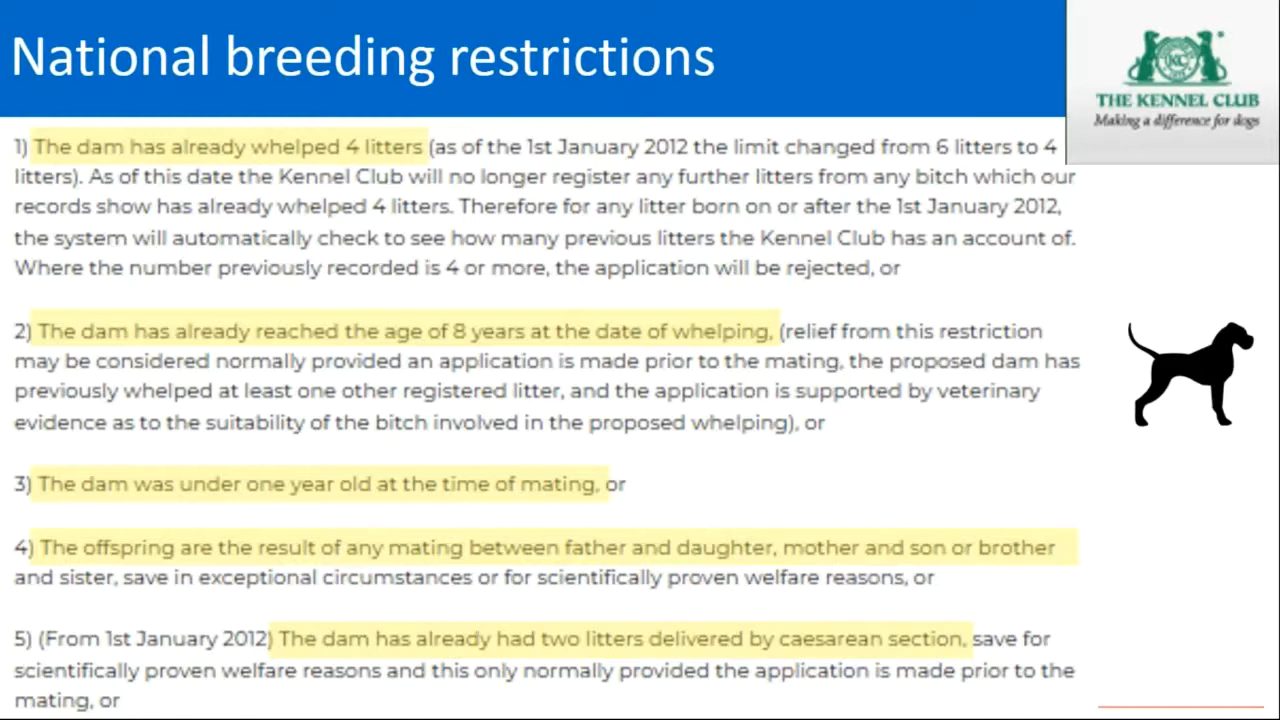 National breeding restrictions
KC
THE KENNEL CLUB
Making a difference for dogs
1) The dam has already whelped 4 litters (as of the 1st January 2012 the limit changed from 6 litters to 4
litters). As of this date the Kennel Club will no longer register any further litters from any bitch which our
records show has already whelped 4 litters. Therefore for any litter born on or after the 1st January 2012,
the system will automatically check to see how many previous litters the Kennel Club has an account of.
Where the number previously recorded is 4 or more, the application will be rejected, or
2) The dam has already reached the age of 8 years at the date of whelping, (relief from this restriction
may be considered normally provided an application is made prior to the mating, the proposed dam has
previously whelped at least one other registered litter, and the application is supported by veterinary
evidence as to the suitability of the bitch involved in the proposed whelping), or
3) The dam was under one year old at the time of mating, or
4) The offspring are the result of any mating between father and daughter, mother and son or brother
and sister, save in exceptional circumstances or for scientifically proven welfare reasons, or
5) (From 1st January 2012) The dam has already had two litters delivered by caesarean section, save for
scientifically proven welfare reasons and this only normally provided the application is made prior to the
mating, or